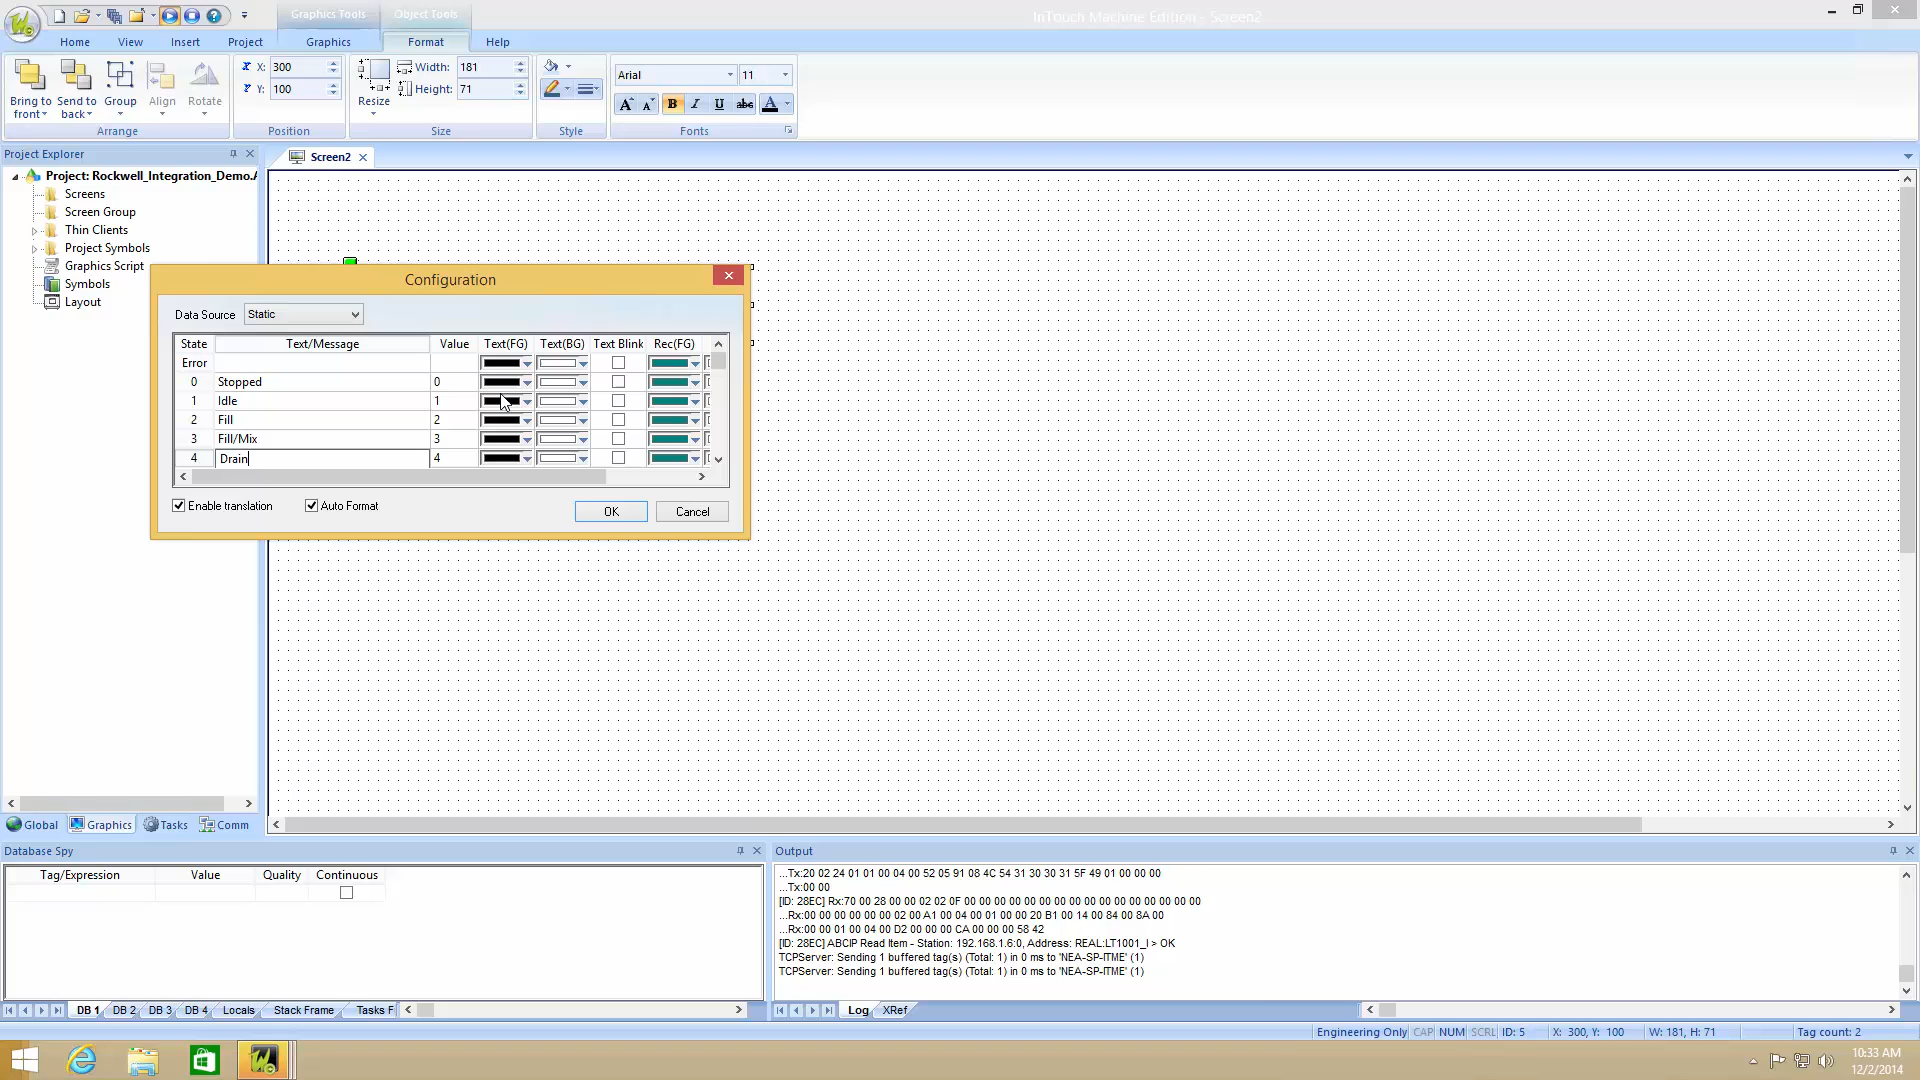 Graphics Tools Object Tools InTouch Machine Edition - Screen2
Home View Insert Project Graphics Format Help
Bring to front Send to back Group Align Rotate
Arrange
X: 300
Y: 100
Position
Resize
Width: 181
Height: 71
Size
Style
Arial 11
A A B I U abc A
Fonts
Project Explorer
Project: Rockwell_Integration_Demo.A
Screens
Screen Group
Thin Clients
Project Symbols
Graphics Script
Symbols
Layout
Global Graphics Tasks Comm
Screen2
Configuration
Data Source Static
State Text/Message Value Text(FG) Text(BG) Text Blink Rec(FG)
Error
0 Stopped 0
1 Idle 1
2 Fill 2
3 Fill/Mix 3
4 Drain 4
Enable translation Auto Format OK Cancel
Database Spy
Tag/Expression Value Quality Continuous
DB 1 DB 2 DB 3 DB 4 Locals Stack Frame Tasks F
Output
...Tx:20 02 24 01 01 00 04 00 52 05 91 08 4C 54 31 30 30 31 5F 49 01 00 00 00
...Tx:00 00
[ID: 28EC] Rx:70 00 28 00 00 02 02 0F 00 00 00 00 00 00 00 00 00 00 00 00 00 00
...Rx:00 00 00 00 00 00 02 00 A1 00 04 00 01 00 00 20 B1 00 14 00 84 00 8A 00
...Rx:00 00 01 00 04 00 D2 00 00 00 CA 00 00 00 58 42
[ID: 28EC] ABCIP Read Item - Station: 192.168.1.6:0, Address: REAL:LT1001_I > OK
TCPServer: Sending 1 buffered tag(s) (Total: 1) in 0 ms to 'NEA-SP-ITME' (1)
TCPServer: Sending 1 buffered tag(s) (Total: 1) in 0 ms to 'NEA-SP-ITME' (1)
Log XRef
Engineering Only CAP NUM SCRL ID: 5 X: 300, Y: 100 W: 181, H: 71 Tag count: 2
10:33 AM
12/2/2014